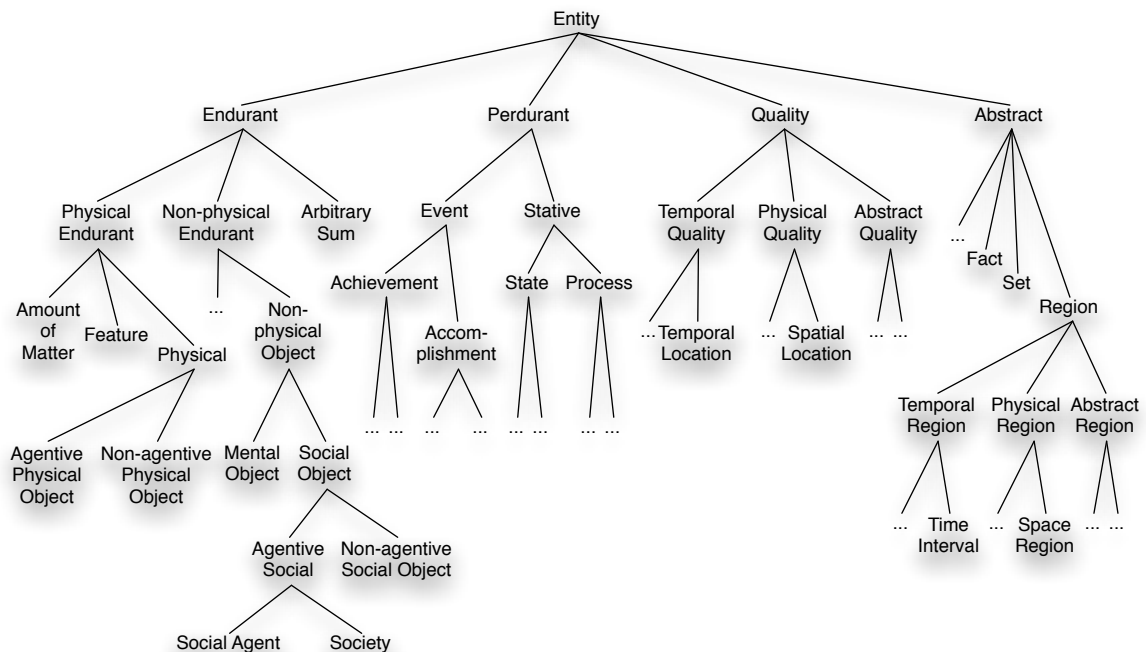 Entity
Endurant
Perdurant
Quality
Abstract
Physical
Endurant
Non-physical
Endurant
Arbitrary
Sum
Event
Stative
Temporal
Quality
Physical
Quality
Abstract
Quality
...
Fact
Set
Region
Amount
of
Matter
Feature
Physical
...
Non-
physical
Object
Achievement
Accom-
plishment
State
Process
...
Temporal
Location
...
Spatial
Location
... ...
Agentive
Physical
Object
Non-agentive
Physical
Object
Mental
Object
Social
Object
... ...
... ...
... ...
... ...
Temporal
Region
Physical
Region
Abstract
Region
...
Time
Interval
...
Space
Region
... ...
Agentive
Social
Non-agentive
Social Object
Social Agent
Society